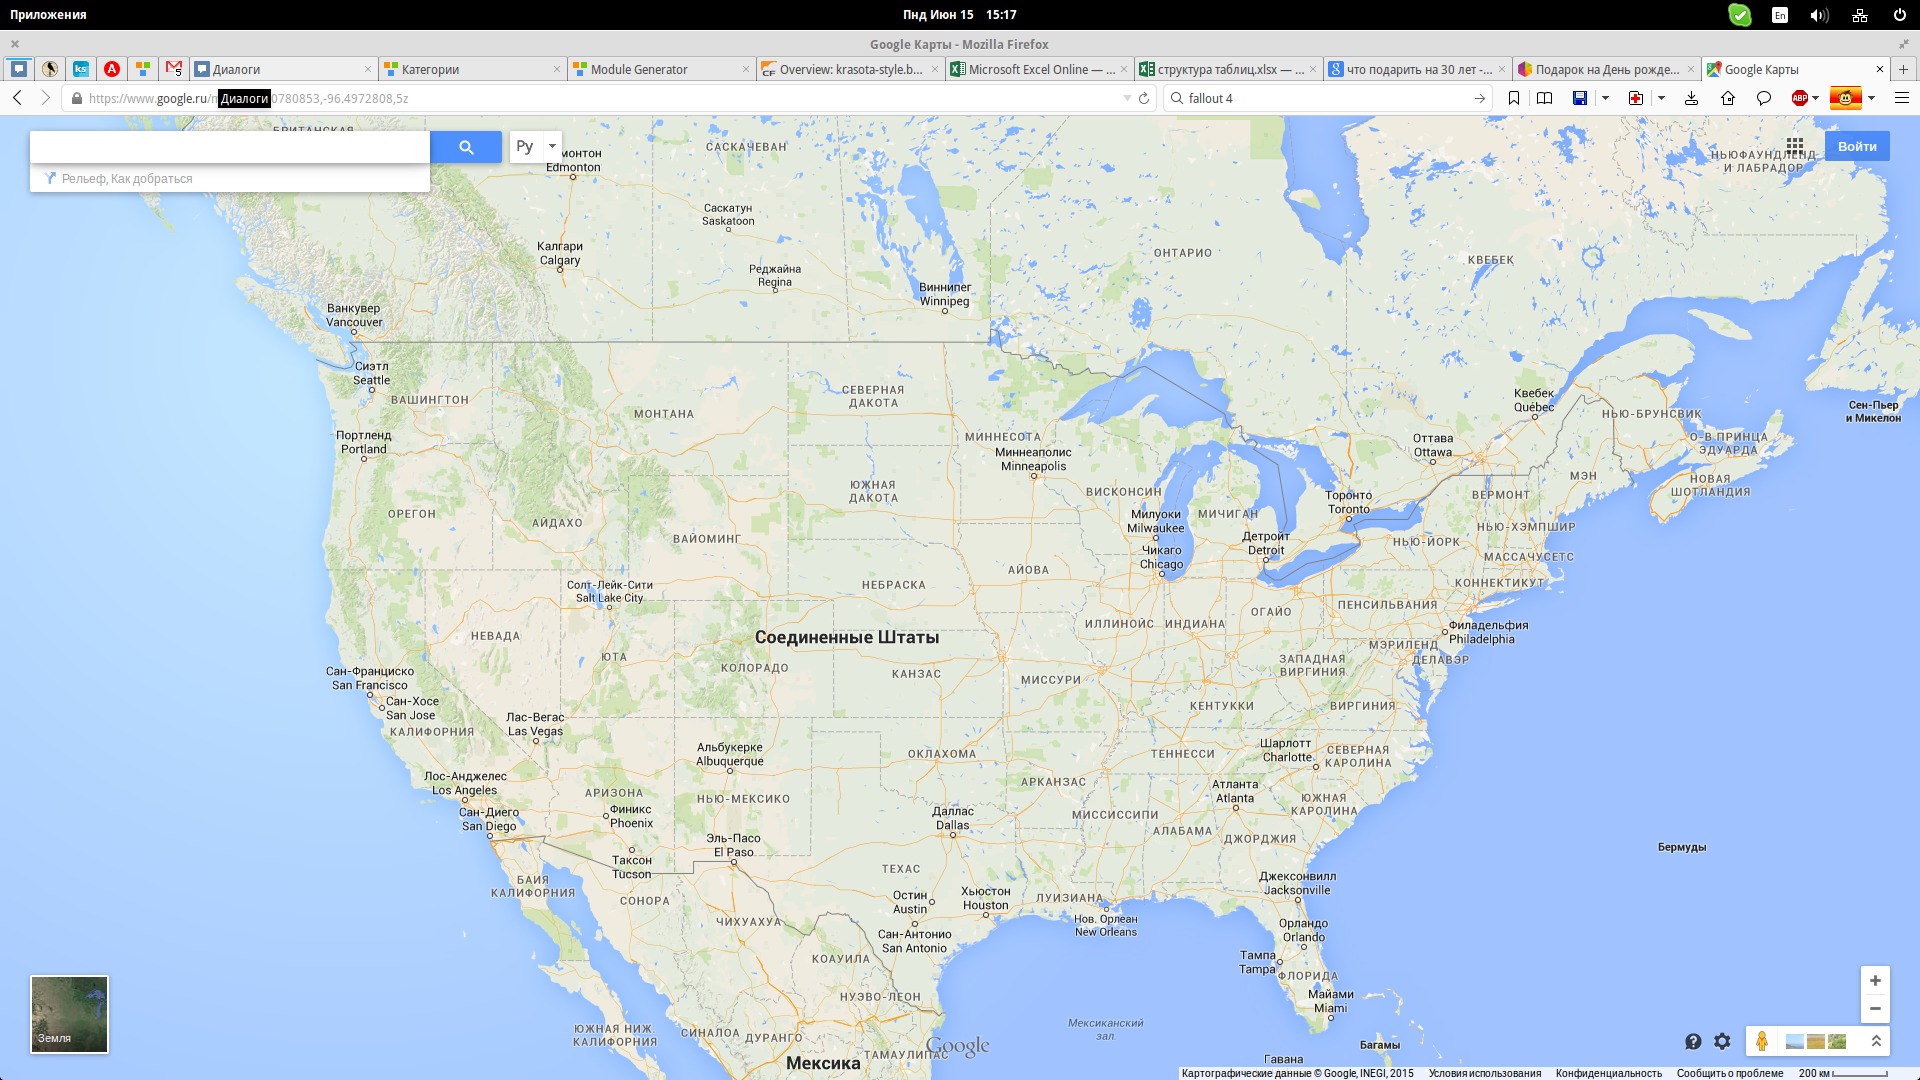 Приложения
Пнд Июн 15 15:17
En
Google Карты - Mozilla Firefox
ks
A
5
Диалоги
Категории
Module Generator
CF
Overview: krasota-style.b...
Microsoft Excel Online — ...
структура таблиц.xlsx — ...
8
что подарить на 30 лет -...
Подарок на День рожде...
Google Карты
https://www.google.ru/m
Диалоги
0780853,-96.4972808,5z
fallout 4
ABP
Ру
Рельеф, Как добраться
Войти
БРИТАНСКАЯ
монтон
Edmonton
САСКАЧЕВАН
НЬЮФАУНДЛЕНД
И ЛАБРАДОР
Саскатун
Saskatoon
Калгари
Calgary
ОНТАРИО
КВЕБЕК
Реджайна
Regina
Виннипег
Winnipeg
Ванкувер
Vancouver
Сиэтл
Seattle
ВАШИНГТОН
МОНТАНА
СЕВЕРНАЯ
ДАКОТА
Квебек
Québec
НЬЮ-БРУНСВИК
Сен-Пьер
и Микелон
Портленд
Portland
МИННЕСОТА
Миннеаполис
Minneapolis
Оттава
Ottawa
О-В ПРИНЦА
ЭДУАРДА
ЮЖНАЯ
ДАКОТА
ВИСКОНСИН
МЭН
НОВАЯ
ШОТЛАНДИЯ
Торонто
Toronto
ВЕРМОНТ
ОРЕГОН
АЙДАХО
Милуоки
Milwaukee
МИЧИГАН
НЬЮ-ХЭМПШИР
ВАЙОМИНГ
Детройт
Detroit
НЬЮ-ЙОРК
Чикаго
Chicago
МАССАЧУСЕТС
АЙОВА
Солт-Лейк-Сити
Salt Lake City
НЕБРАСКА
КОННЕКТИКУТ
ОГАЙО
ПЕНСИЛЬВАНИЯ
НЕВАДА
Соединенные Штаты
ИЛЛИНОЙС
ИНДИАНА
Филадельфия
Philadelphia
ЮТА
КОЛОРАДО
МЭРИЛЕНД
ДЕЛАВЭР
ЗАПАДНАЯ
ВИРГИНИЯ
Сан-Франциско
San Francisco
КАНЗАС
МИССУРИ
Сан-Хосе
San Jose
КЕНТУККИ
ВИРГИНИЯ
Лас-Вегас
Las Vegas
КАЛИФОРНИЯ
Альбукерке
Albuquerque
ОКЛАХОМА
ТЕННЕССИ
Шарлотт
Charlotte
СЕВЕРНАЯ
КАРОЛИНА
Лос-Анджелес
Los Angeles
АРИЗОНА
НЬЮ-МЕКСИКО
АРКАНЗАС
Атланта
Atlanta
Сан-Диего
San Diego
Финикс
Phoenix
Даллас
Dallas
МИССИСИПИ
ЮЖНАЯ
КАРОЛИНА
АЛАБАМА
ДЖОРДЖИЯ
Эль-Пасо
El Paso
Бермуды
Таксон
Tucson
ТЕХАС
БАЙЯ
КАЛИФОРНИЯ
Джексонвилл
Jacksonville
СОНОРА
Остин
Austin
Хьюстон
Houston
ЛУИЗИАНА
ЧИХУАХУА
Нов. Орлеан
New Orleans
Орландо
Orlando
Сан-Антонио
San Antonio
КОАУИЛА
Тампа
Tampa
ФЛОРИДА
НУЭВО-ЛЕОН
Майами
Miami
Земля
ЮЖНАЯ НИЖ.
КАЛИФОРНИЯ
СИНАЛОА
ДУРАНГО
Мексиканский
зал.
Google
ТАМАУЛИПАС
Багамы
Мексика
Гавана
Картографические данные © Google, INEGI, 2015 Условия использования Конфиденциальность Сообщить о проблеме 200 км